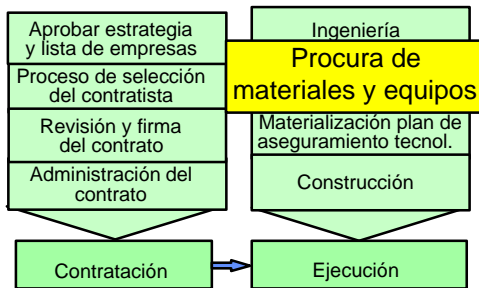 Aprobar estrategia
y lista de empresas
Proceso de selección
del contratista
Revisión y firma
del contrato
Administración del
contrato
Contratación
Ingeniería
Procura de
materiales y equipos
Materialización plan de
aseguramiento tecnol.
Construcción
Ejecución